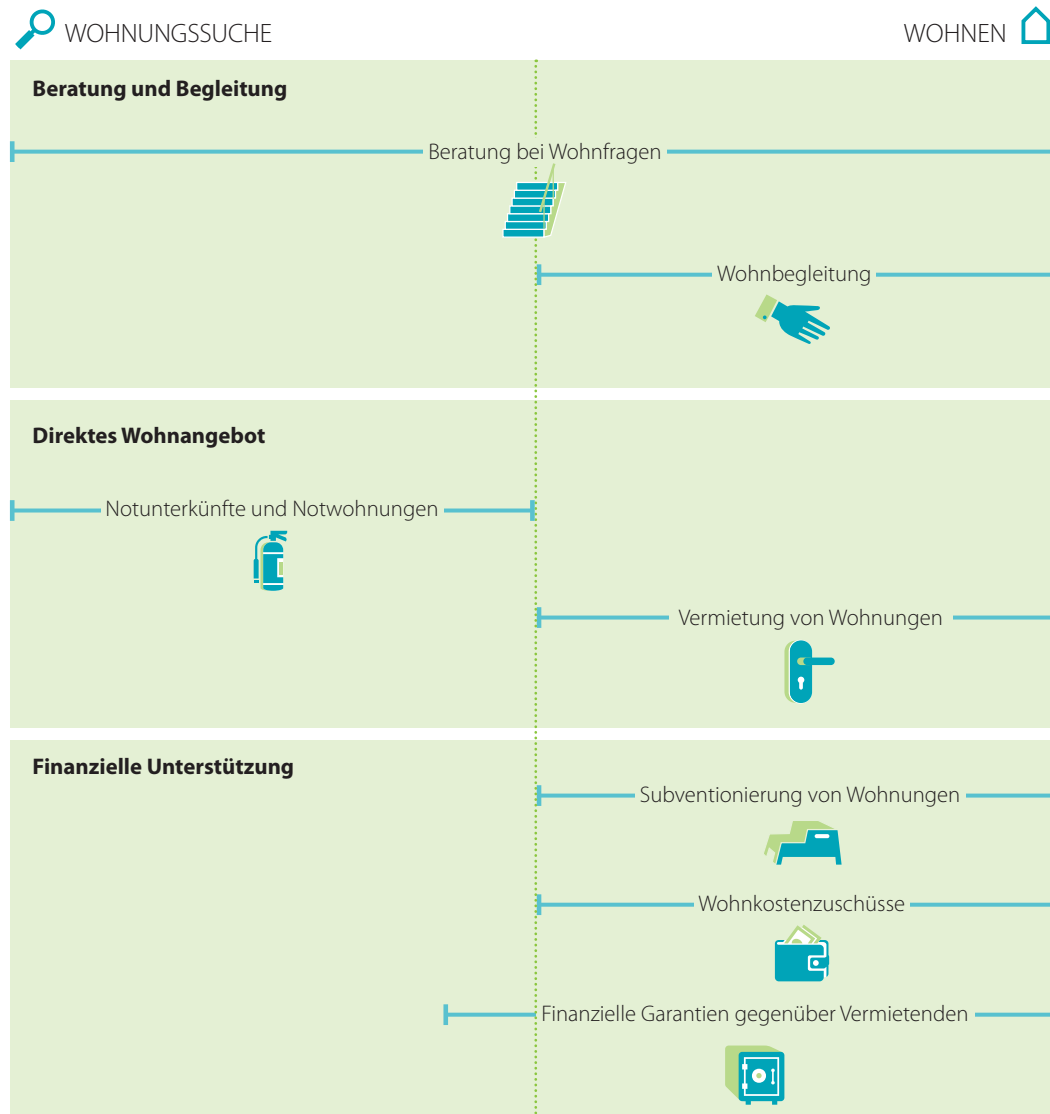 WOHNUNGSSUCHE
WOHNEN
Beratung und Begleitung
Beratung bei Wohnfragen
Wohnbegleitung
Direktes Wohnangebot
Notunterkünfte und Notwohnungen
Vermietung von Wohnungen
Finanzielle Unterstützung
Subventionierung von Wohnungen
Wohnkostenzuschüsse
Finanzielle Garantien gegenüber Vermietenden